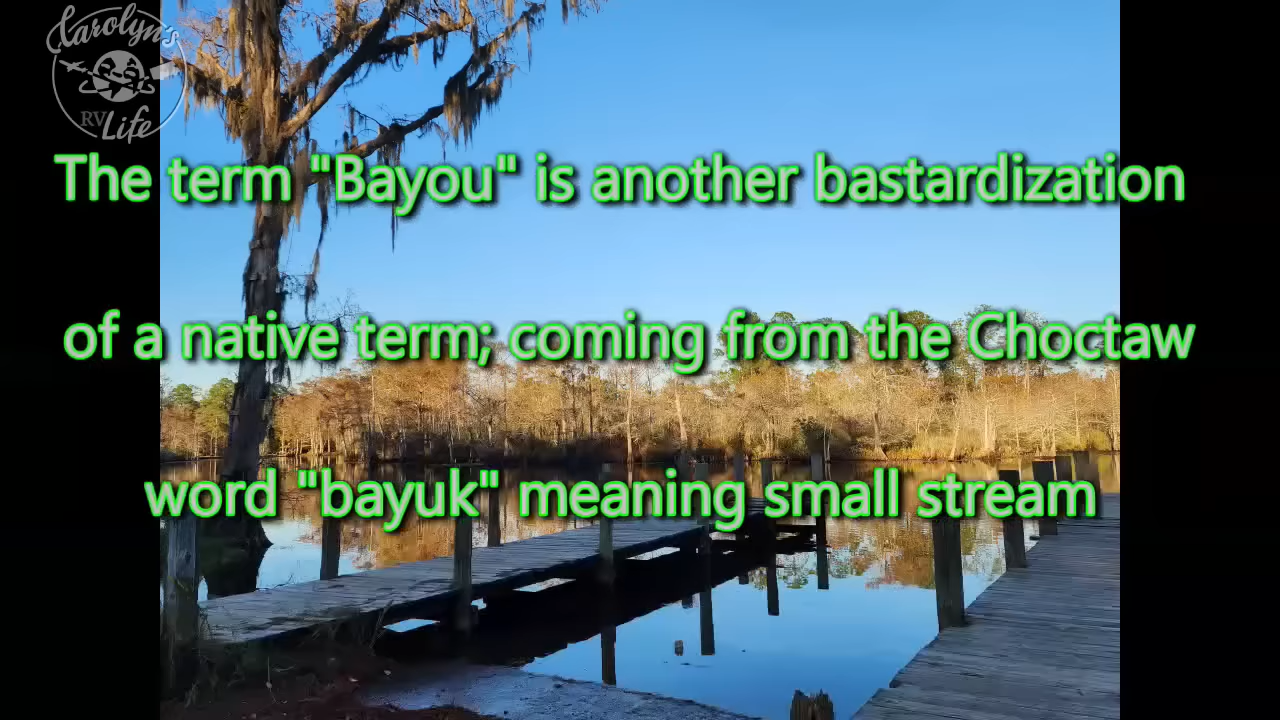 Carolyn's
RV Life
The term "Bayou" is another bastardization
of a native term; coming from the Choctaw
word "bayuk" meaning small stream